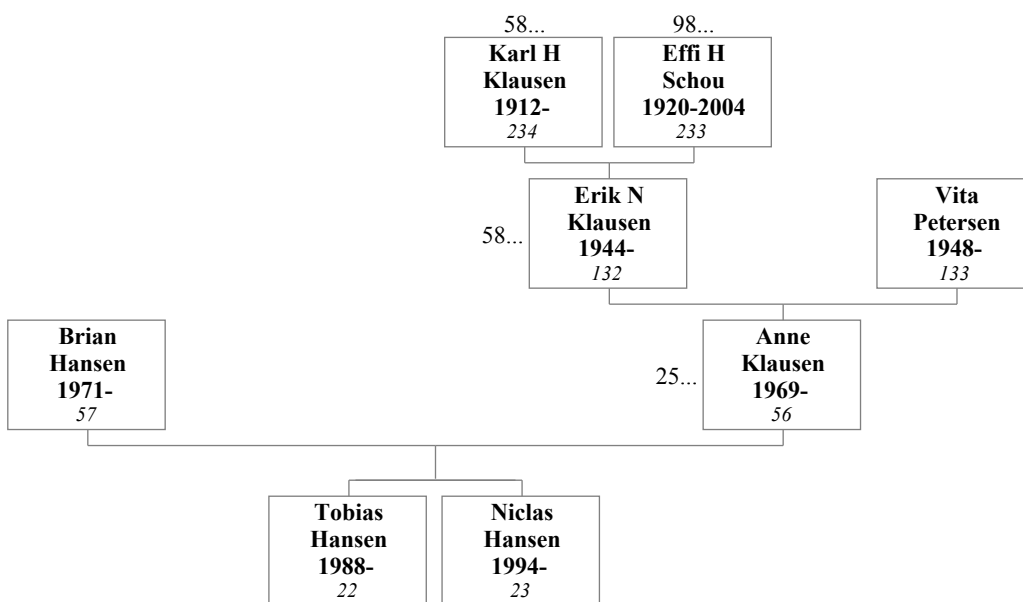 58...
Karl H
Klausen
1912-
234
98...
Effi H
Schou
1920-2004
233
58...
Erik N
Klausen
1944-
132
Vita
Petersen
1948-
133
Brian
Hansen
1971-
57
25...
Anne
Klausen
1969-
56
Tobias
Hansen
1988-
22
Niclas
Hansen
1994-
23